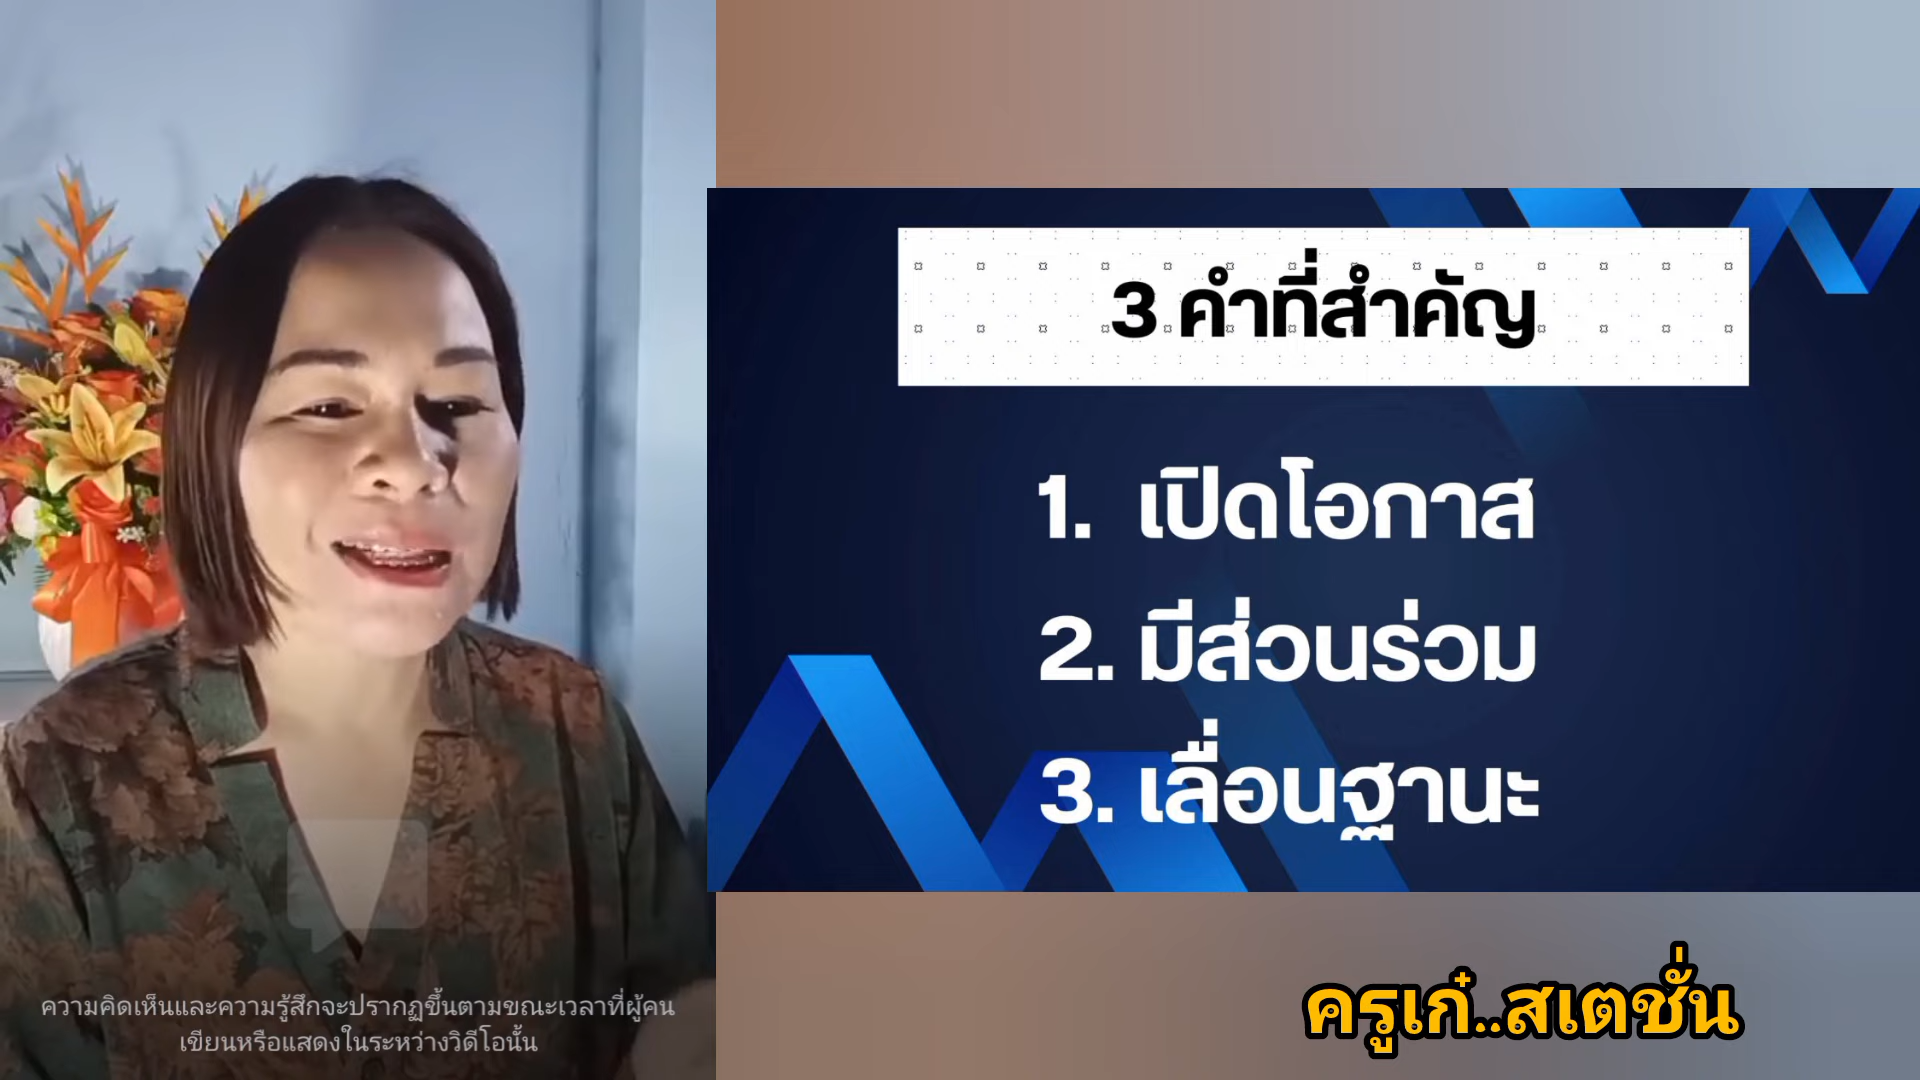 3 คำที่สำคัญ
1. เปิดโอกาส
2. มีส่วนร่วม
3. เลื่อนฐานะ
ความคิดเห็นและความรู้สึกจะปรากฏขึ้นตามขณะเวลาที่ผู้คน
เขียนหรือแสดงในระหว่างวิดีโอนั้น
ครูเก๋..สเตชั่น